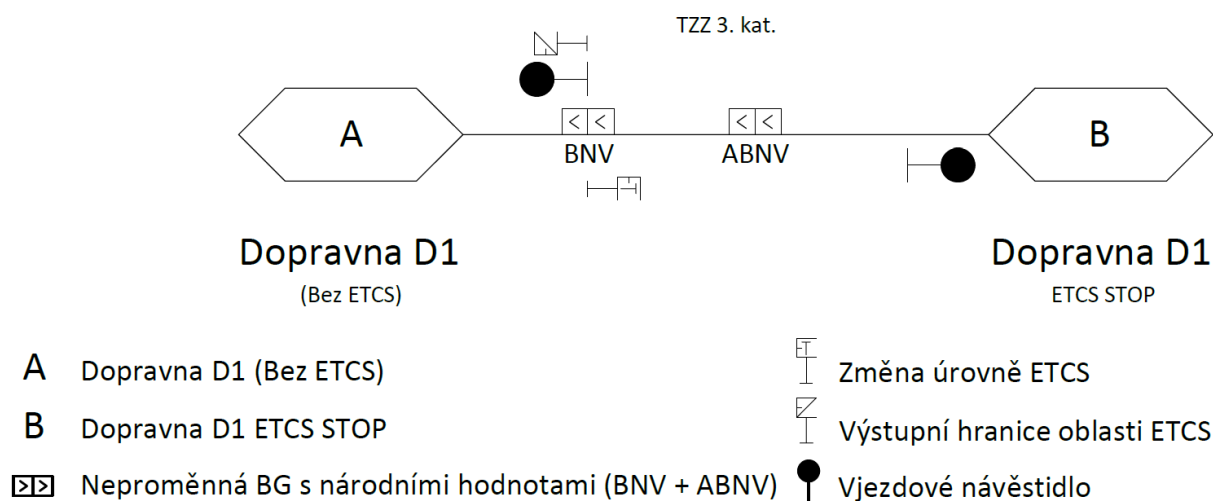 TZZ 3. kat.
A
B
BNV
ABNV
Dopravna D1
(Bez ETCS)
Dopravna D1
ETCS STOP
A Dopravna D1 (Bez ETCS)
B Dopravna D1 ETCS STOP
Neproměnná BG s národními hodnotami (BNV + ABNV)
Změna úrovně ETCS
Výstupní hranice oblasti ETCS
Vjezdové návěstidlo